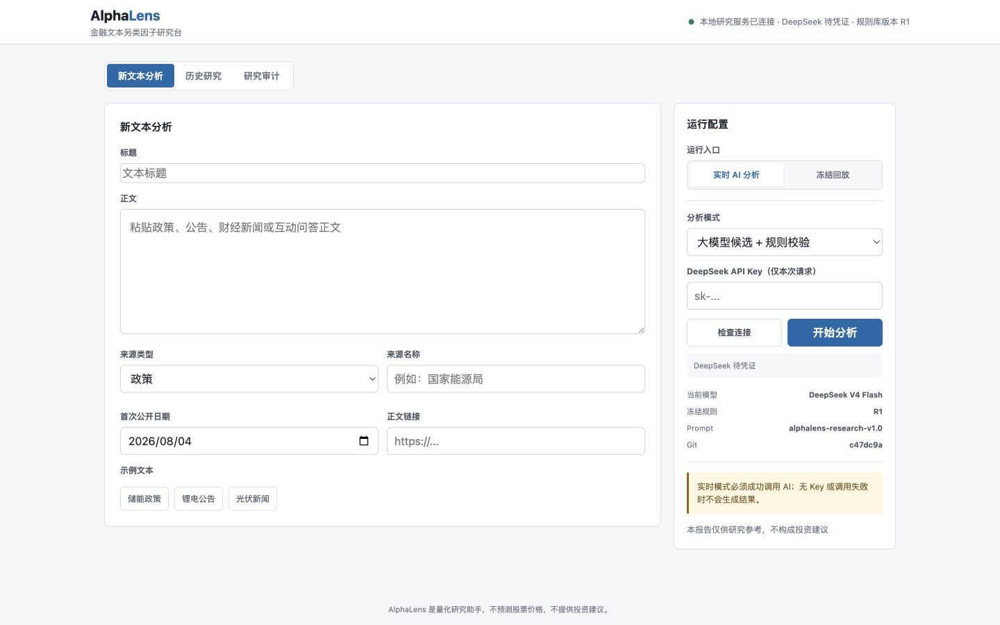 AlphaLens
金融文本另类因子研究台
本地研究服务已连接 · DeepSeek 待凭证 · 规则库版本 R1
新文本分析
历史研究
研究审计
新文本分析
标题
文本标题
正文
粘贴政策、公告、财经新闻或互动问答正文
来源类型
来源名称
政策
例如：国家能源局
首次公开日期
正文链接
2026/08/04
https://...
示例文本
储能政策
锂电公告
光伏新闻
运行配置
运行入口
实时 AI 分析
冻结回放
分析模式
大模型候选 + 规则校验
DeepSeek API Key（仅本次请求）
sk-...
检查连接
开始分析
DeepSeek 待凭证
当前模型 DeepSeek V4 Flash
冻结规则 R1
Prompt alphalens-research-v1.0
Git c47dc9a
实时模式必须成功调用 AI；无 Key 或调用失败
时不会生成结果。
本报告仅供研究参考，不构成投资建议
AlphaLens 是量化研究助手，不预测股票价格，不提供投资建议。